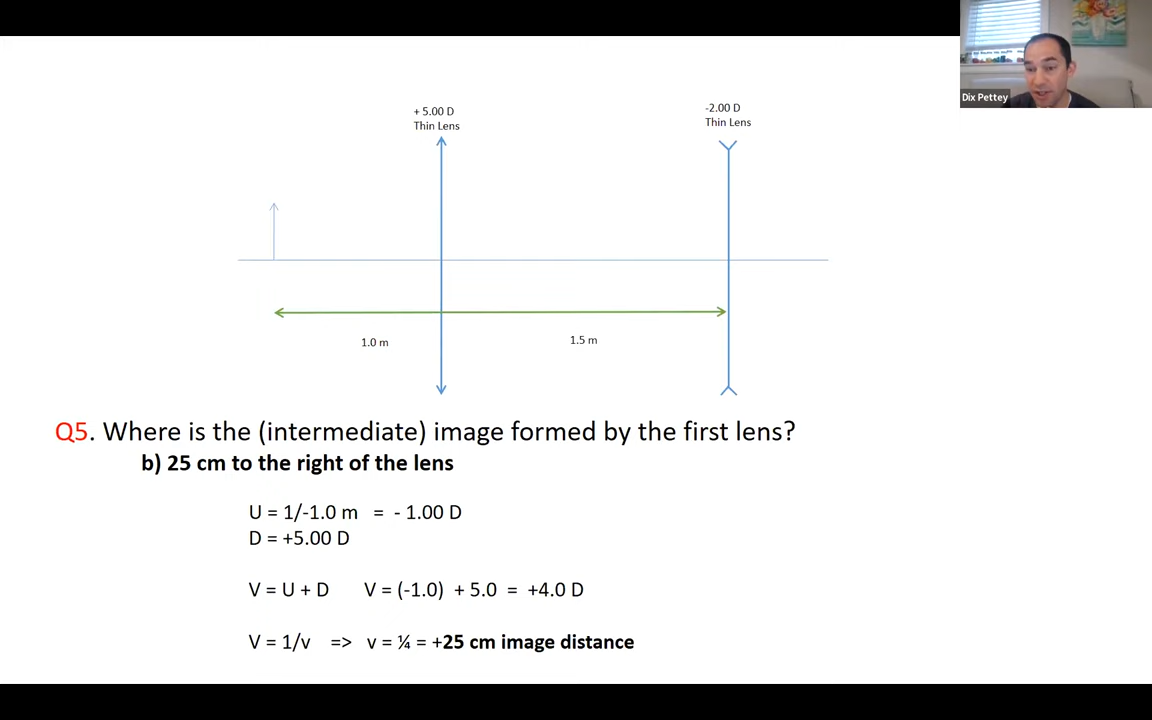 Dix Pettey
+ 5.00 D
Thin Lens
-2.00 D
Thin Lens
1.0 m
1.5 m
Q5. Where is the (intermediate) image formed by the first lens?
b) 25 cm to the right of the lens
U = 1/-1.0 m = - 1.00 D
D = +5.00 D
V = U + D V = (-1.0) + 5.0 = +4.0 D
V = 1/v => v = ¼ = +25 cm image distance